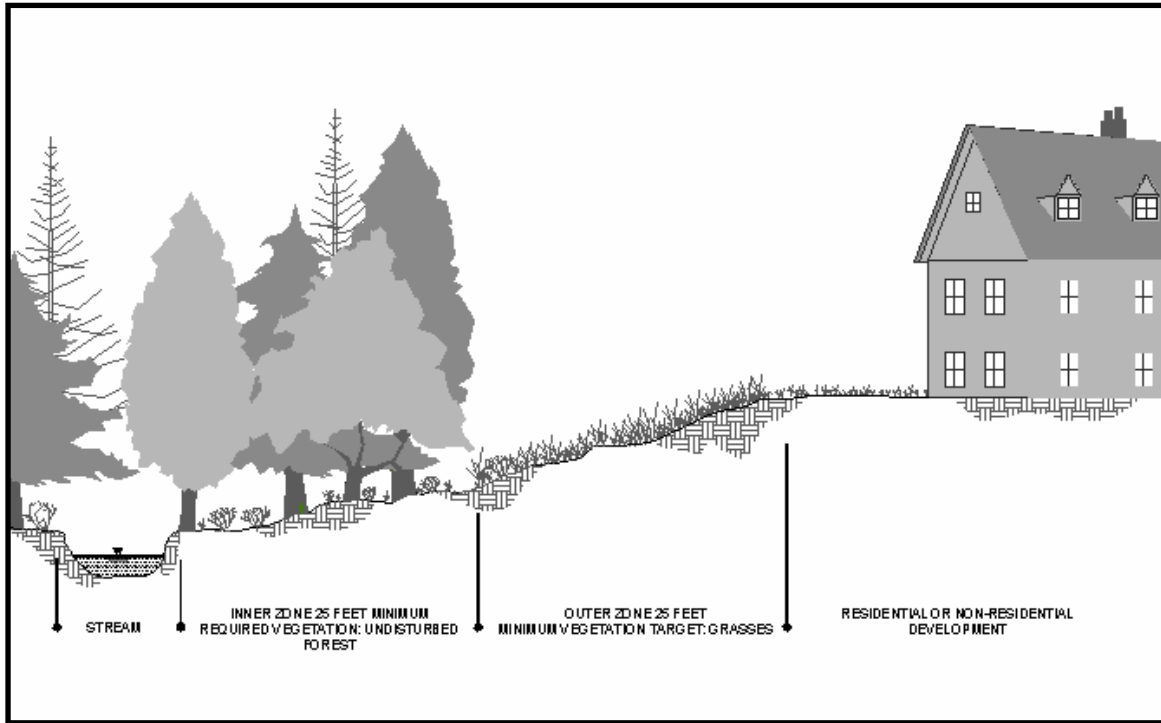 STREAM
INNER ZONE 25 FEET MINIMUM
REQUIRED VEGETATION: UNDISTURBED
FOREST
OUTER ZONE 25 FEET
MINIMUM VEGETATION TARGET: GRASSES
RESIDENTIAL OR NON-RESIDENTIAL
DEVELOPMENT